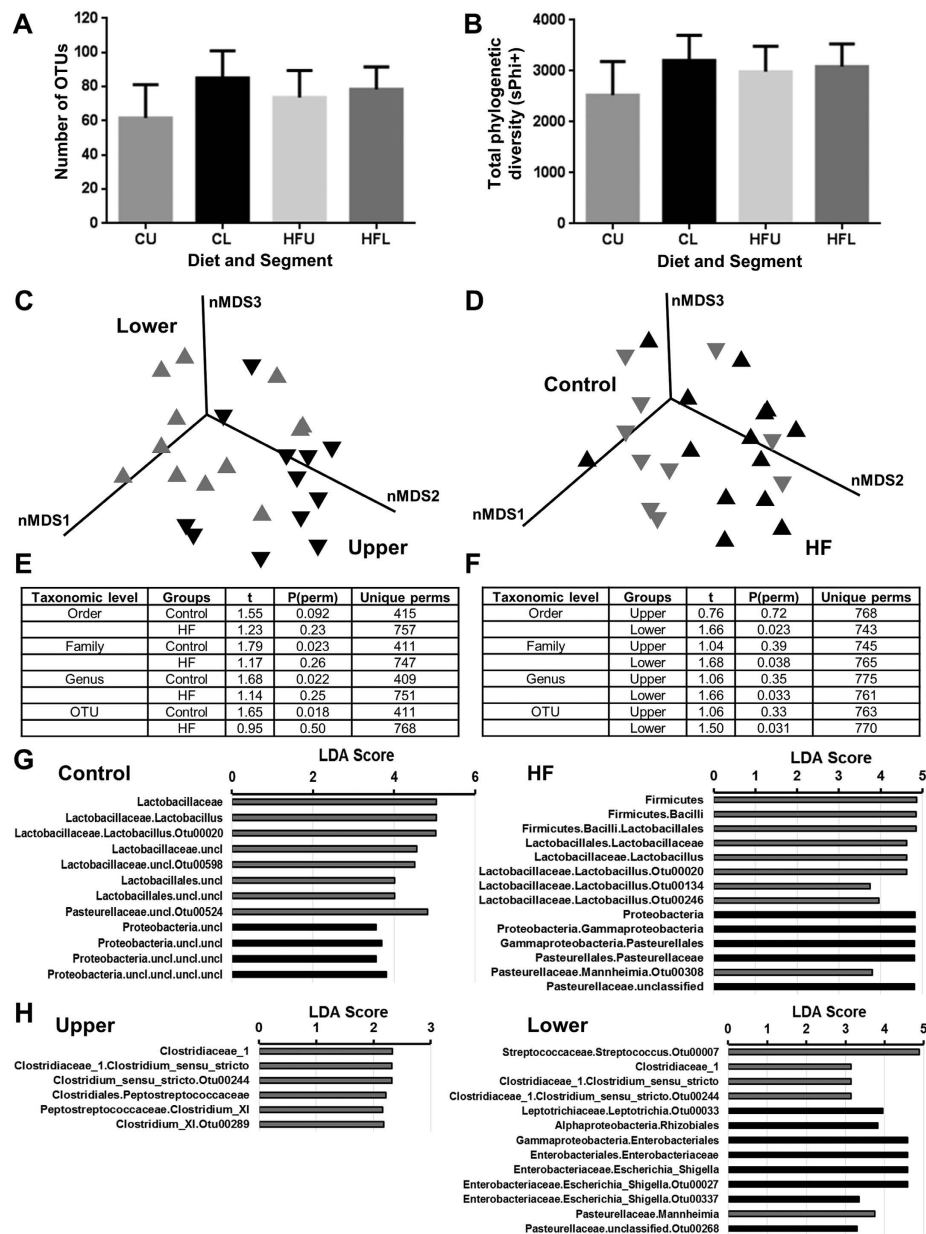 A
Number of OTUs
120
100
80
60
40
20
0
CU CL HFU HFL
Diet and Segment
B
Total phylogenetic
diversity (sPhi+)
4000
3000
2000
1000
0
CU CL HFU HFL
Diet and Segment
C
nMDS3
Lower
nMDS1
nMDS2
Upper
D
nMDS3
Control
nMDS1
nMDS2
HF
E
Taxonomic level Groups t P(perm) Unique perms
Order Control 1.55 0.092 415
HF 1.23 0.23 757
Family Control 1.79 0.023 411
HF 1.17 0.26 747
Genus Control 1.68 0.022 409
HF 1.14 0.25 751
OTU Control 1.65 0.018 411
HF 0.95 0.50 768
F
Taxonomic level Groups t P(perm) Unique perms
Order Upper 0.76 0.72 768
Lower 1.66 0.023 743
Family Upper 1.04 0.39 745
Lower 1.68 0.038 765
Genus Upper 1.06 0.35 775
Lower 1.66 0.033 761
OTU Upper 1.06 0.33 763
Lower 1.50 0.031 770
G
Control
LDA Score
0 2 4 6
Lactobacillaceae
Lactobacillaceae.Lactobacillus
Lactobacillaceae.Lactobacillus.Otu00020
Lactobacillaceae.uncl
Lactobacillaceae.uncl.Otu00598
Lactobacillales.uncl
Lactobacillales.uncl.uncl
Pasteurellaceae.uncl.Otu00524
Proteobacteria.uncl
Proteobacteria.uncl.uncl
Proteobacteria.uncl.uncl.uncl
Proteobacteria.uncl.uncl.uncl.uncl
HF
LDA Score
0 1 2 3 4 5
Firmicutes
Firmicutes.Bacilli
Firmicutes.Bacilli.Lactobacillales
Lactobacillales.Lactobacillaceae
Lactobacillaceae.Lactobacillus
Lactobacillaceae.Lactobacillus.Otu00020
Lactobacillaceae.Lactobacillus.Otu00134
Lactobacillaceae.Lactobacillus.Otu00246
Proteobacteria
Proteobacteria.Gammaproteobacteria
Gammaproteobacteria.Pasteurellales
Pasteurellales.Pasteurellaceae
Pasteurellaceae.Mannheimia.Otu00308
Pasteurellaceae.unclassified
H
Upper
LDA Score
0 1 2 3
Clostridiaceae_1
Clostridiaceae_1.Clostridium_sensu_stricto
Clostridium_sensu_stricto.Otu00244
Clostridiales.Peptostreptococcaceae
Peptostreptococcaceae.Clostridium_XI
Clostridium_XI.Otu00289
Lower
LDA Score
0 1 2 3 4 5
Streptococcaceae.Streptococcus.Otu00007
Clostridiaceae_1
Clostridiaceae_1.Clostridium_sensu_stricto
Clostridiaceae_1.Clostridium_sensu_stricto.Otu00244
Leptotrichiaceae.Leptotrichia.Otu00033
Alphaproteobacteria.Rhizobiales
Gammaproteobacteria.Enterobacteriales
Enterobacteriales.Enterobacteriaceae
Enterobacteriaceae.Escherichia_Shigella
Enterobacteriaceae.Escherichia_Shigella.Otu00027
Enterobacteriaceae.Escherichia_Shigella.Otu00337
Pasteurellaceae.Mannheimia
Pasteurellaceae.unclassified.Otu00268